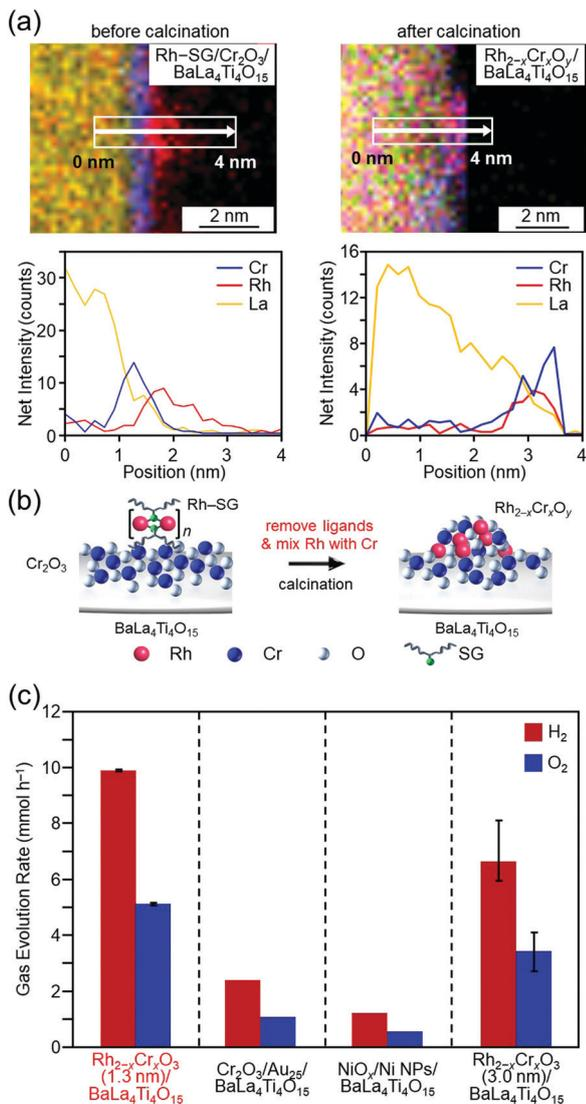 (a)
before calcination
after calcination
Rh–SG/Cr₂O₃/
BaLa₄Ti₄O₁₅
Rh₂₋ₓCrₓOᵧ/
BaLa₄Ti₄O₁₅
0 nm
4 nm
0 nm
4 nm
2 nm
2 nm
Net Intensity (counts)
30
20
10
0
Cr
Rh
La
0 1 2 3 4
Position (nm)
Net Intensity (counts)
16
12
8
4
0
Cr
Rh
La
0 1 2 3 4
Position (nm)
(b)
Rh–SG
n
Cr₂O₃
BaLa₄Ti₄O₁₅
remove ligands
& mix Rh with Cr
calcination
Rh₂₋ₓCrₓOᵧ
BaLa₄Ti₄O₁₅
Rh Cr O SG
(c)
Gas Evolution Rate (mmol h⁻¹)
12
10
8
6
4
2
0
H₂
O₂
Rh₂₋ₓCrₓO₃
(1.3 nm)/
BaLa₄Ti₄O₁₅
Cr₂O₃/Au₂₅/
BaLa₄Ti₄O₁₅
NiOₓ/Ni NPs/
BaLa₄Ti₄O₁₅
Rh₂₋ₓCrₓO₃
(3.0 nm)/
BaLa₄Ti₄O₁₅